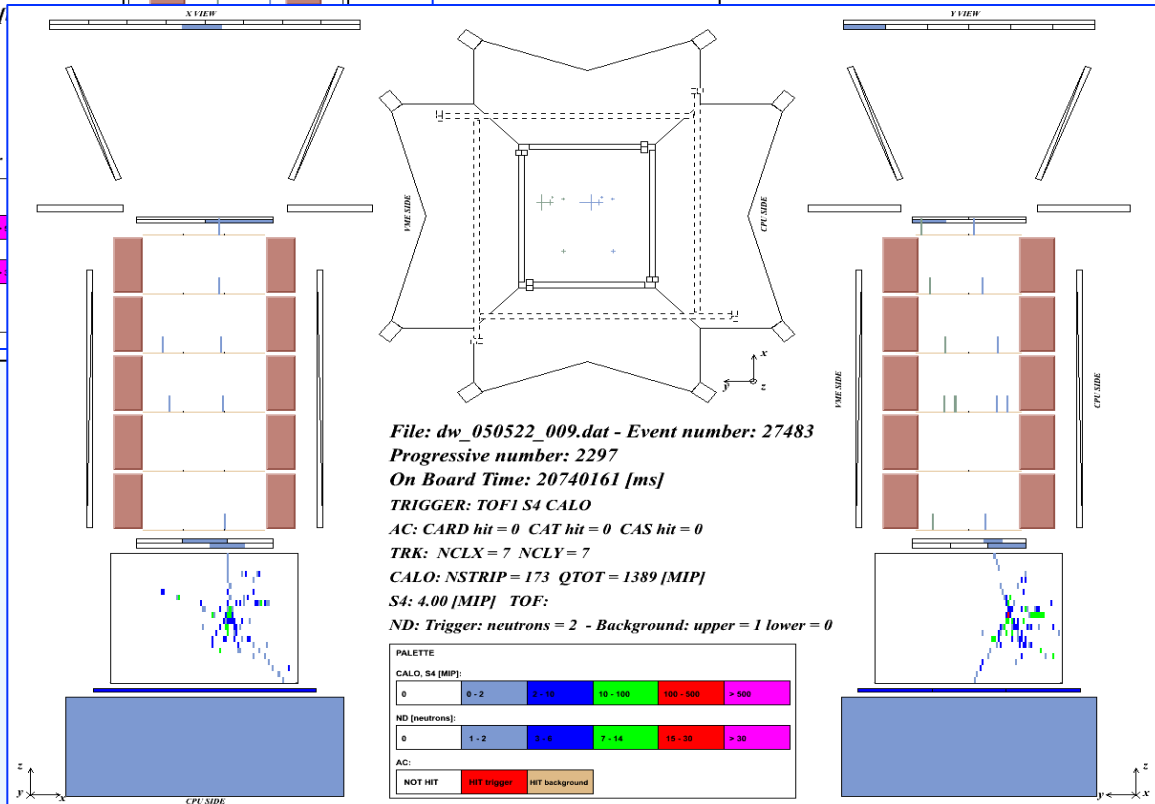 X VIEW
Y VIEW
VME SIDE
CPU SIDE
VME SIDE
CPU SIDE
x
y
z
File: dw_050522_009.dat - Event number: 27483
Progressive number: 2297
On Board Time: 20740161 [ms]
TRIGGER: TOF1 S4 CALO
AC: CARD hit = 0 CAT hit = 0 CAS hit = 0
TRK: NCLX = 7 NCLY = 7
CALO: NSTRIP = 173 QTOT = 1389 [MIP]
S4: 4.00 [MIP] TOF:
ND: Trigger: neutrons = 2 - Background: upper = 1 lower = 0
PALETTE
CALO, S4 [MIP]:
0 0 - 2 2 - 10 10 - 100 100 - 500 > 500
ND [neutrons]:
0 1 - 2 3 - 6 7 - 14 15 - 30 > 30
AC:
NOT HIT HIT trigger HIT background
z
y x
CPU SIDE
z
y x